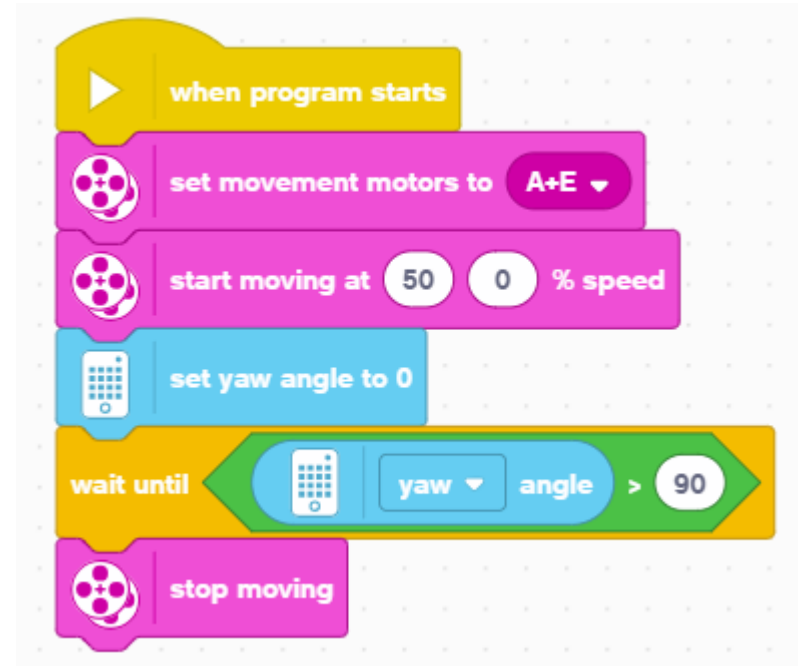 when program starts
set movement motors to A+E
start moving at 50 0 % speed
set yaw angle to 0
wait until yaw angle > 90
stop moving